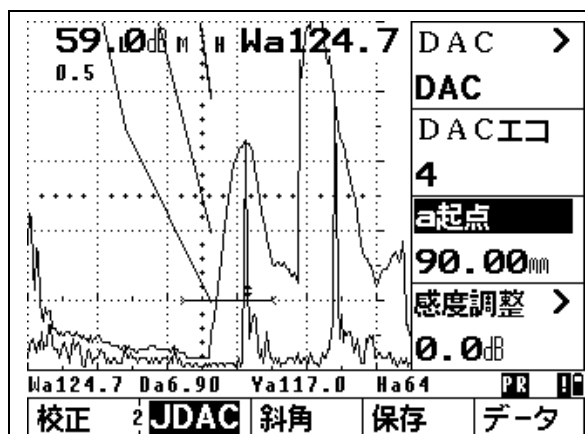 59.0dB M H Wa124.7
0.5
DAC >
DAC
DACエコ
4
a起点
90.00mm
感度調整 >
0.0dB
Wa124.7 Da6.90 Ya117.0 Ha64 PR
校正 2 JDAC 斜角 保存 データ